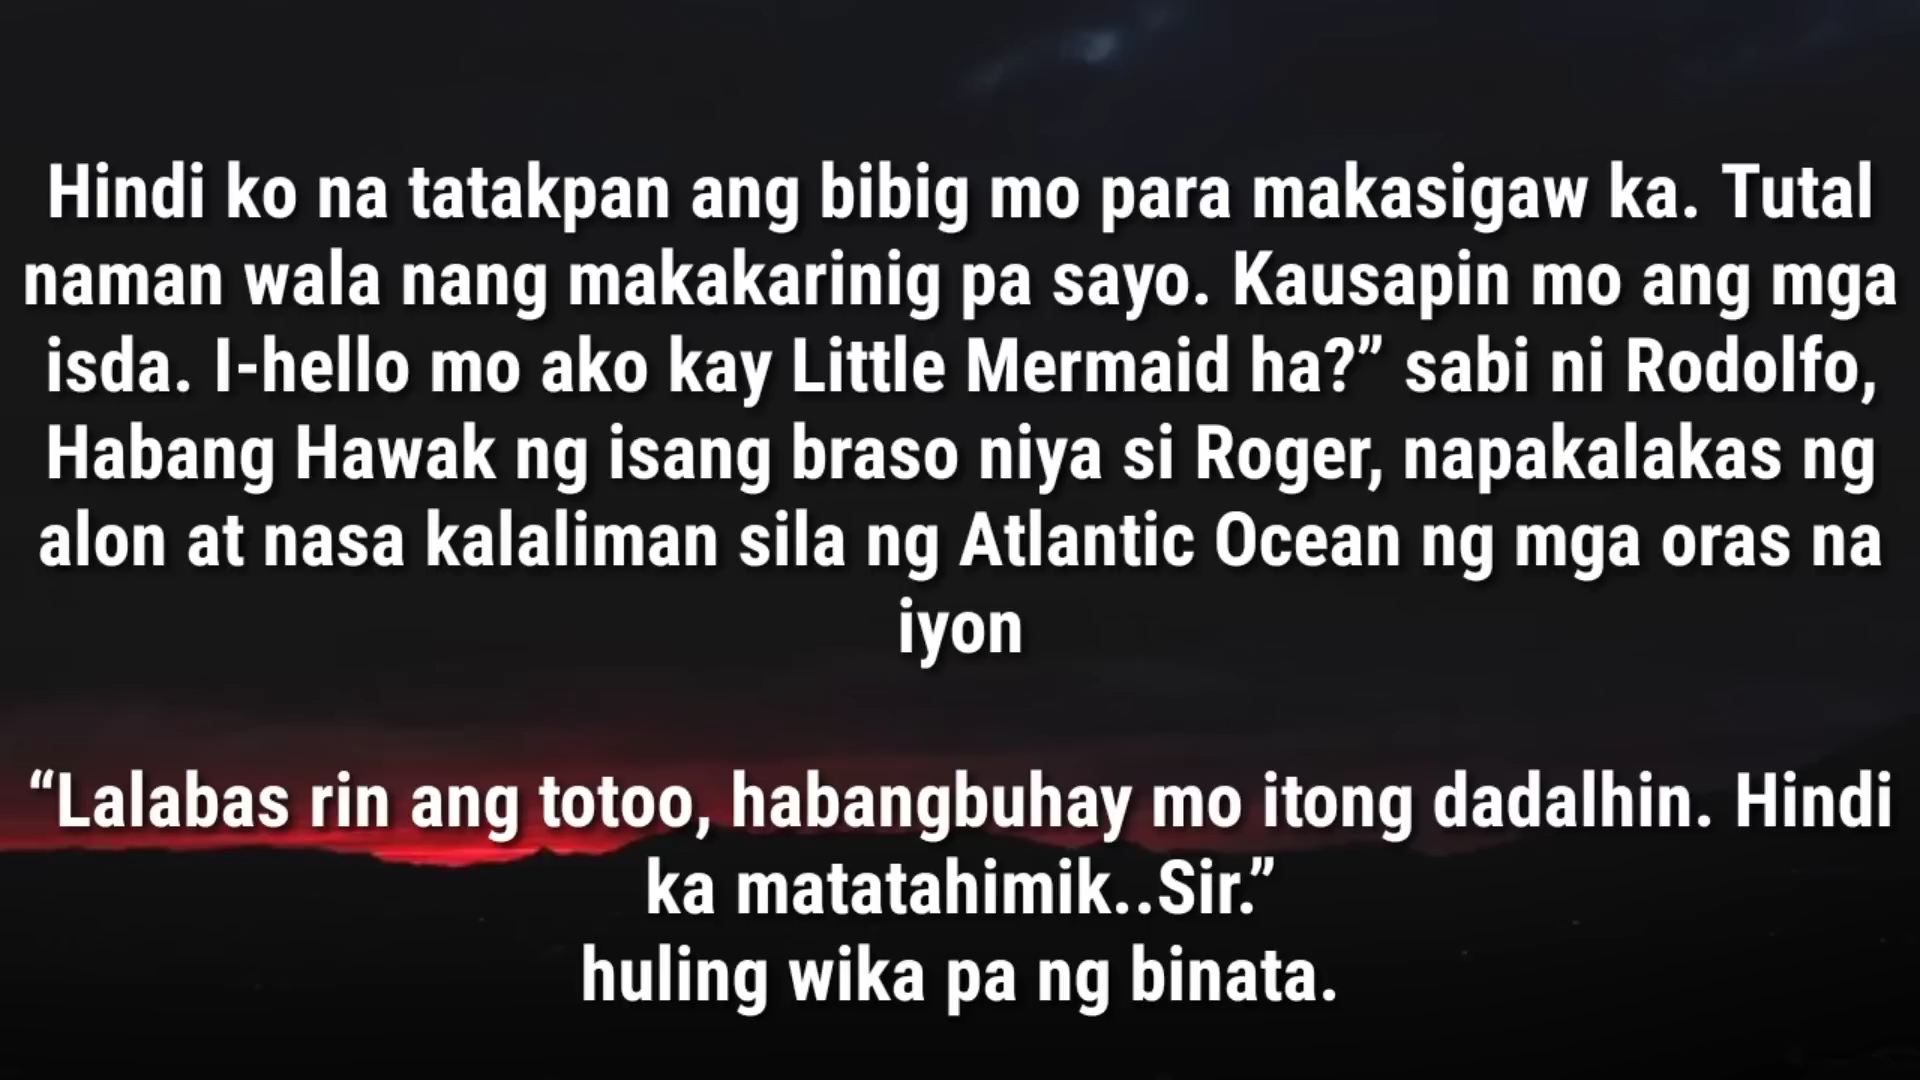 Hindi ko na tatakpan ang bibig mo para makasigaw ka. Tutal
naman wala nang makakarinig pa sayo. Kausapin mo ang mga
isda. I-hello mo ako kay Little Mermaid ha?” sabi ni Rodolfo,
Habang Hawak ng isang braso niya si Roger, napakalakas ng
alon at nasa kalaliman sila ng Atlantic Ocean ng mga oras na
iyon
“Lalabas rin ang totoo, habangbuhay mo itong dadalhin. Hindi
ka matatahimik..Sir.”
huling wika pa ng binata.